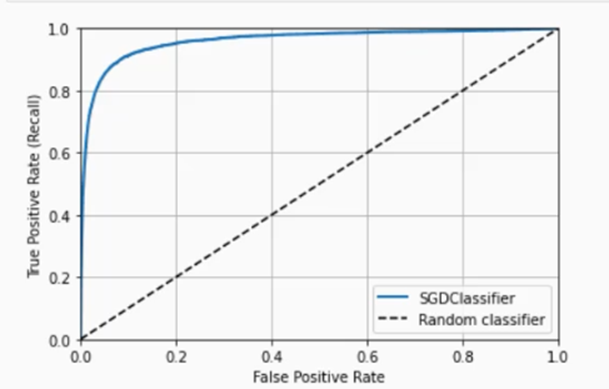 1.0
0.8
0.6
0.4
0.2
0.0
True Positive Rate (Recall)
SGDClassifier
Random classifier
0.0 0.2 0.4 0.6 0.8 1.0
False Positive Rate